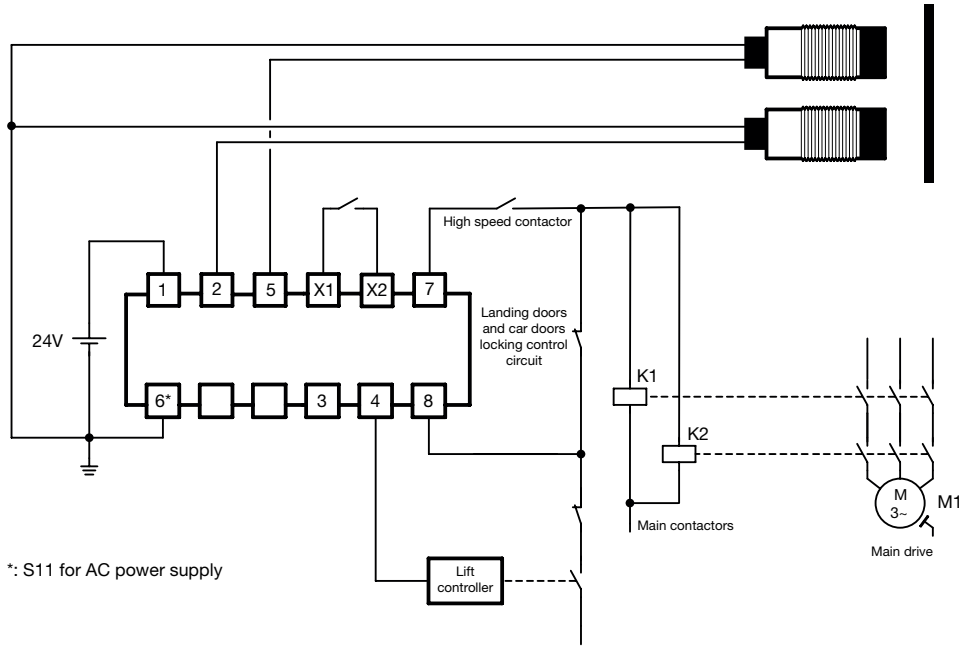 High speed contactor
1
2
5
X1
X2
7
Landing doors
and car doors
locking control
circuit
24V
6*
3
4
8
K1
K2
M
3~
M1
Main drive
Main contactors
*: S11 for AC power supply
Lift
controller